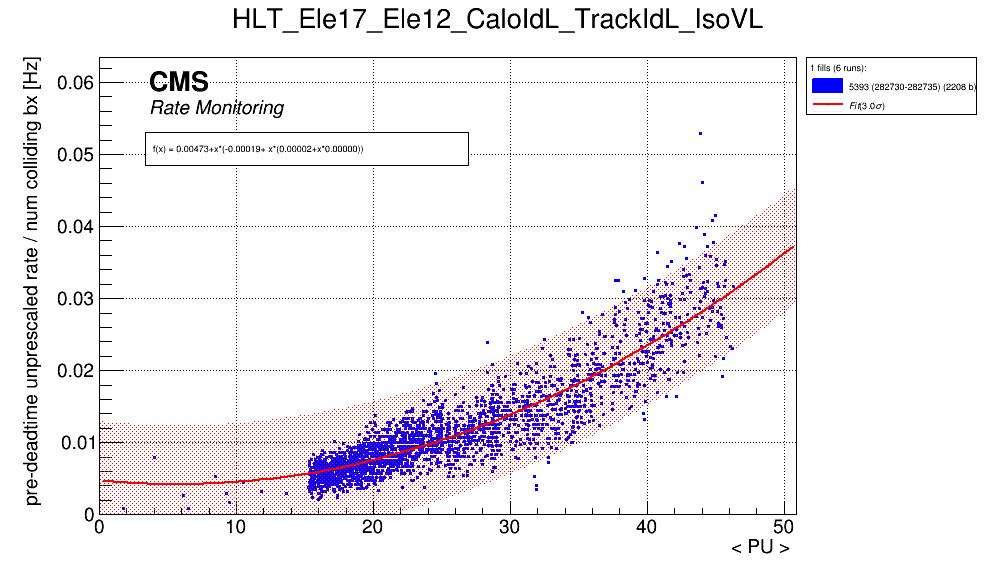 HLT_Ele17_Ele12_CaloIdL_TrackIdL_IsoVL
pre-deadtime unprescaled rate / num colliding bx [Hz]
0.06
0.05
0.04
0.03
0.02
0.01
0
CMS
Rate Monitoring
f(x) = 0.00473+x*(-0.00019+ x*(0.00002+x*0.00000))
0 10 20 30 40 50
< PU >
1 fills (6 runs):
5393 (282730-282735) (2208 b)
Fit(3.0σ)